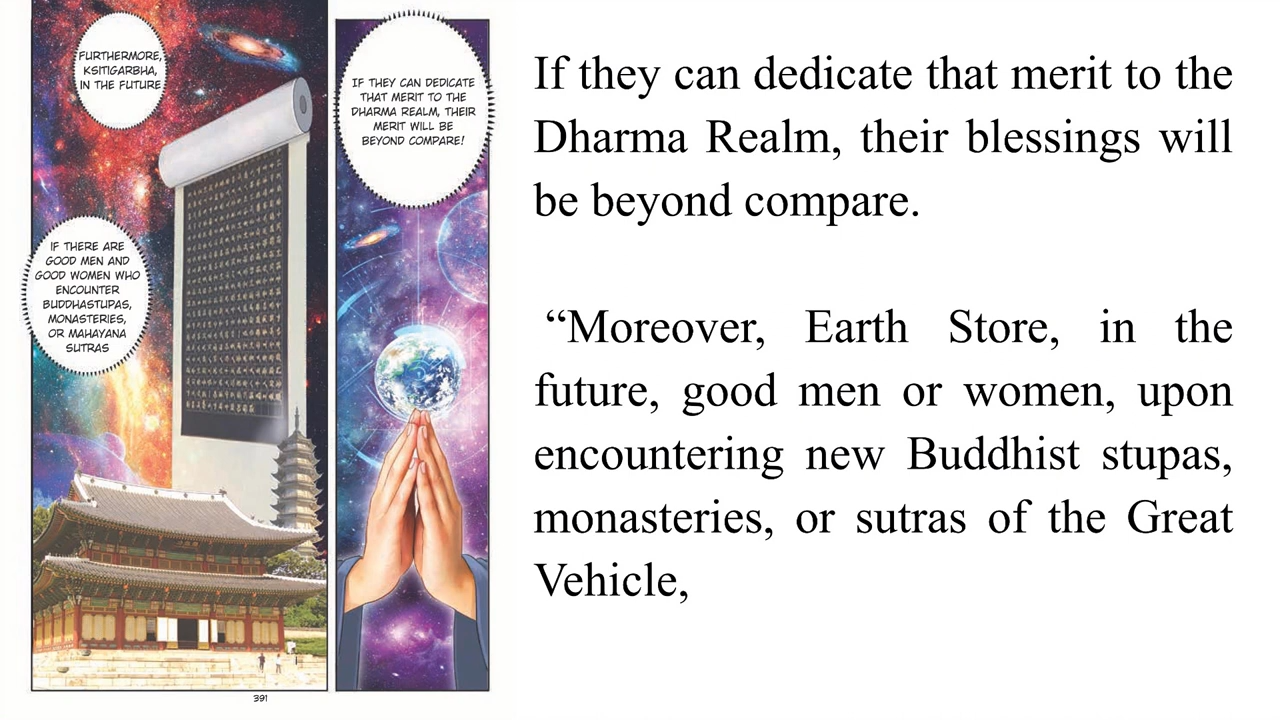 IF THEY CAN DEDICATE
THAT MERIT TO THE
DHARMA REALM, THEIR
MERIT WILL BE
BEYOND COMPARE!
FURTHERMORE,
KSITIGARBHA,
IN THE FUTURE
IF THERE ARE
GOOD MEN AND
GOOD WOMEN WHO
ENCOUNTER
BUDDHASTUPAS,
MONASTERIES,
OR MAHAYANA
SUTRAS
391
If they can dedicate that merit to the
Dharma Realm, their blessings will
be beyond compare.
“Moreover, Earth Store, in the
future, good men or women, upon
encountering new Buddhist stupas,
monasteries, or sutras of the Great
Vehicle,